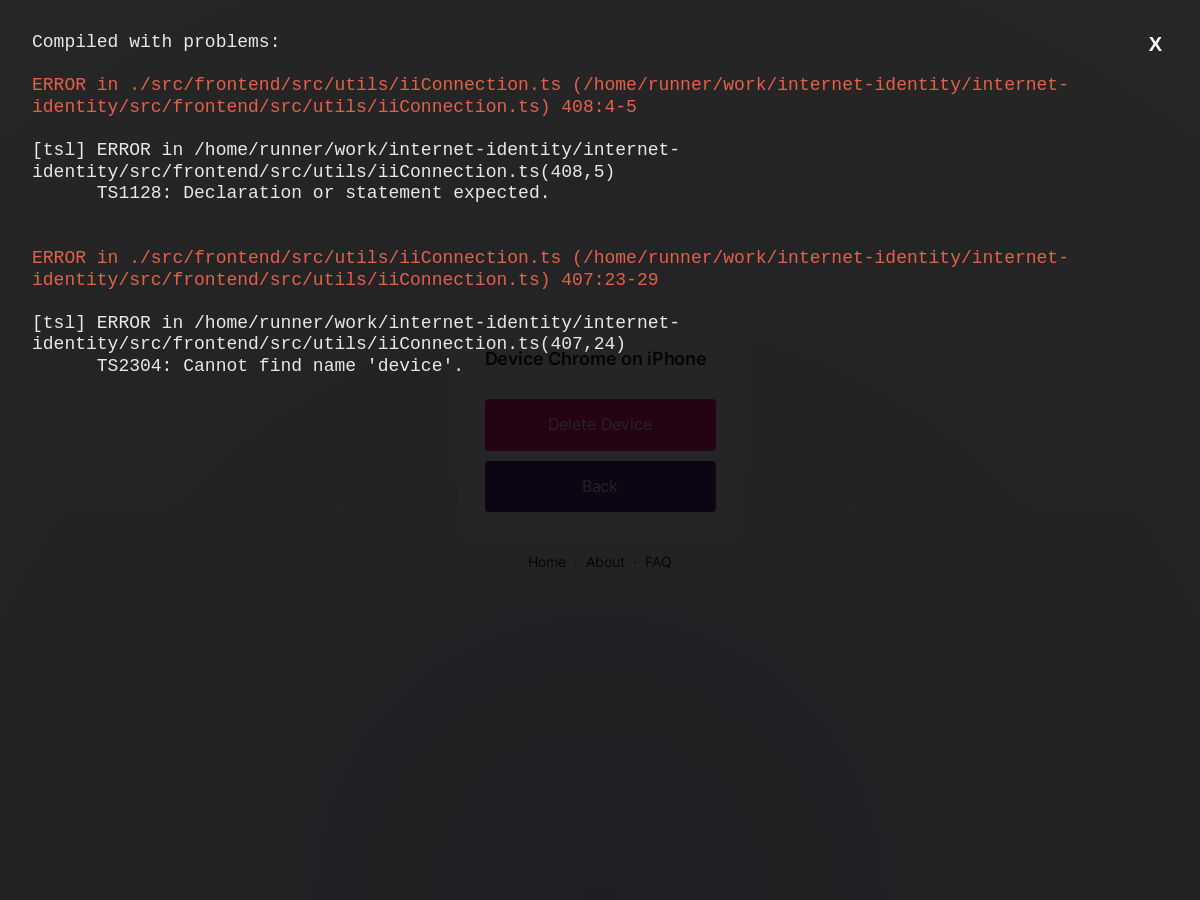 Compiled with problems:
X
ERROR in ./src/frontend/src/utils/iiConnection.ts (/home/runner/work/internet-identity/internet-
identity/src/frontend/src/utils/iiConnection.ts) 408:4-5
[tsl] ERROR in /home/runner/work/internet-identity/internet-
identity/src/frontend/src/utils/iiConnection.ts(408,5)
TS1128: Declaration or statement expected.
ERROR in ./src/frontend/src/utils/iiConnection.ts (/home/runner/work/internet-identity/internet-
identity/src/frontend/src/utils/iiConnection.ts) 407:23-29
[tsl] ERROR in /home/runner/work/internet-identity/internet-
identity/src/frontend/src/utils/iiConnection.ts(407,24)
TS2304: Cannot find name 'device'.
Device Chrome on iPhone
Delete Device
Back
Home · About · FAQ